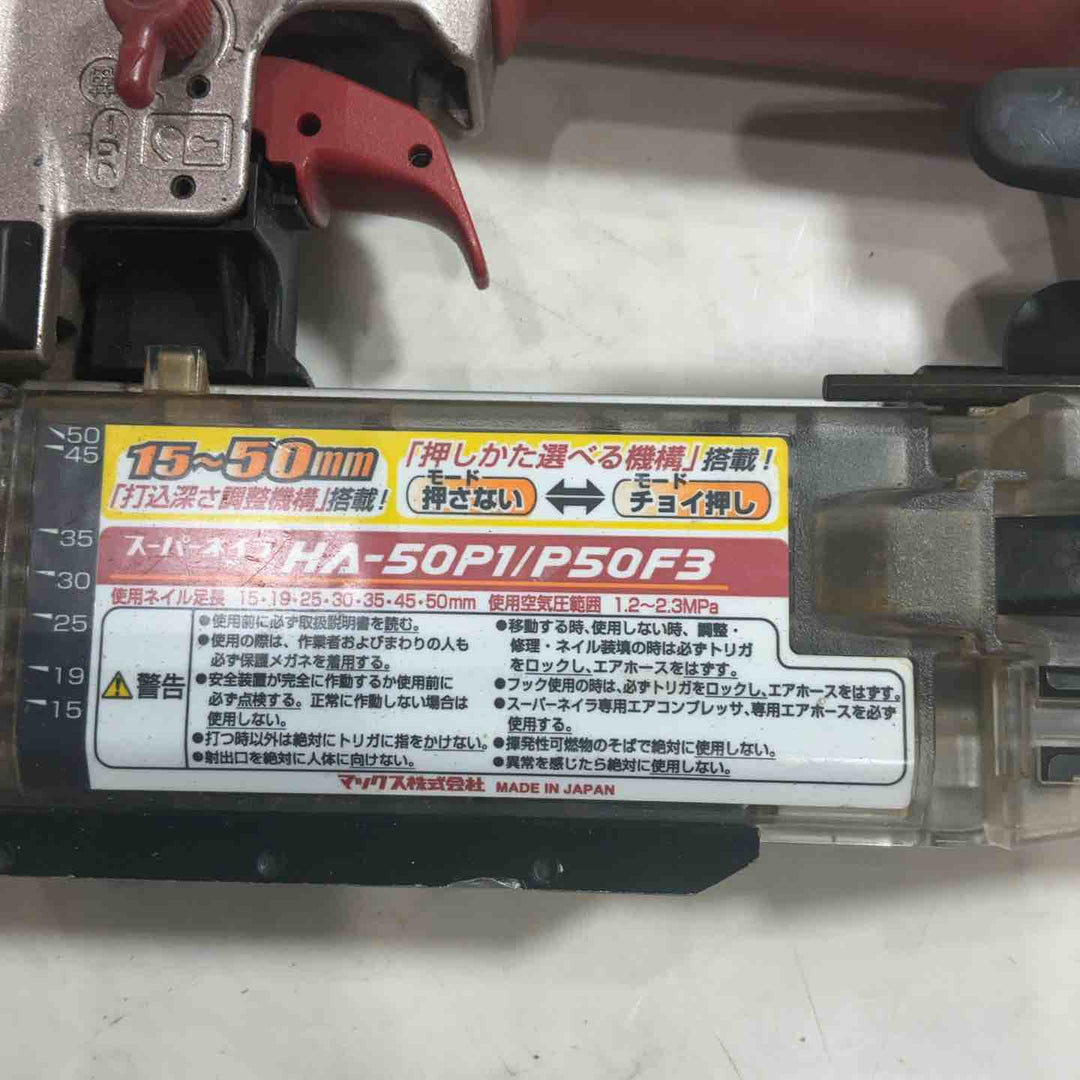 フリー
50
45
35
30
25
19
15
15~50mm
「打込深さ調整機構」搭載!
「押しかた選べる機構」搭載!
モード
押さない
モード
チョイ押し
スーパーネイラ HA-50P1/P50F3
使用ネイル足長 15・19・25・30・35・45・50mm 使用空気圧範囲 1.2~2.3MPa
警告
●使用前に必ず取扱説明書を読む。
●使用の際は、作業者およびまわりの人も
必ず保護メガネを着用する。
●安全装置が完全に作動するか使用前に
必ず点検する。正常に作動しない場合は
使用しない。
●打つ時以外は絶対にトリガに指をかけない。
●射出口を絶対に人体に向けない。
●移動する時、使用しない時、調整・
修理・ネイル装填の時は必ずトリガ
をロックし、エアホースをはずす。
●フック使用の時は、必ずトリガをロックし、エアホースをはずす。
●スーパーネイラ専用エアコンプレッサ、専用エアホースを必ず
使用する。
●揮発性可燃物のそばで絶対に使用しない。
●異常を感じたら絶対に使用しない。
マックス株式会社 MADE IN JAPAN